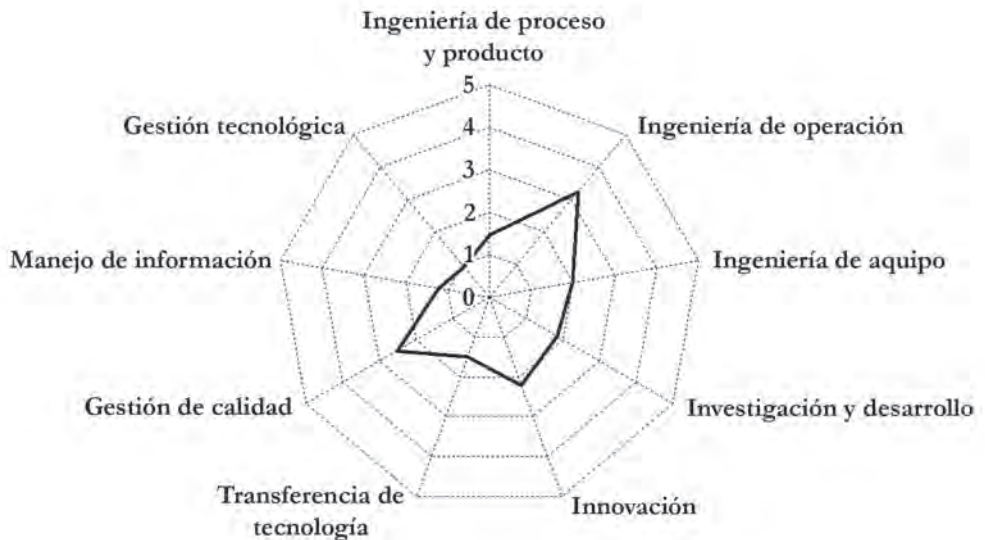 Ingeniería de proceso
y producto
5
Gestión tecnológica
4
Ingeniería de operación
3
2
Manejo de información
1
Ingeniería de aquipo
0
Gestión de calidad
Investigación y desarrollo
Transferencia de
tecnología
Innovación